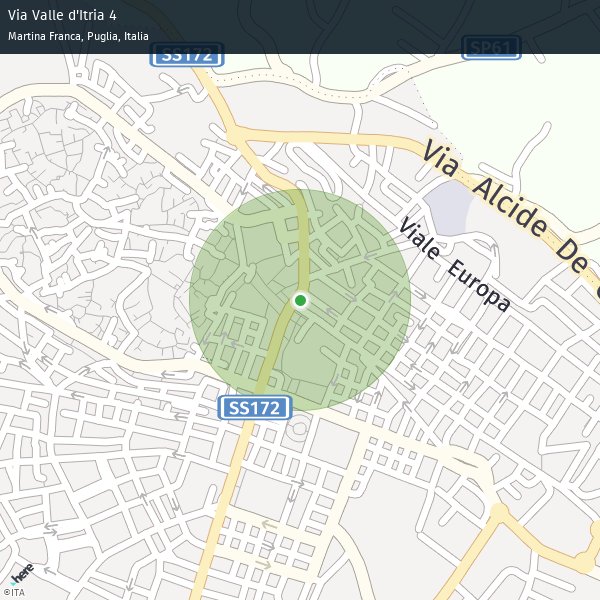 Via Valle d'Itria 4
Martina Franca, Puglia, Italia
SS172
SP61
Via Alcide De
Viale Europa
SS172
here
©ITA